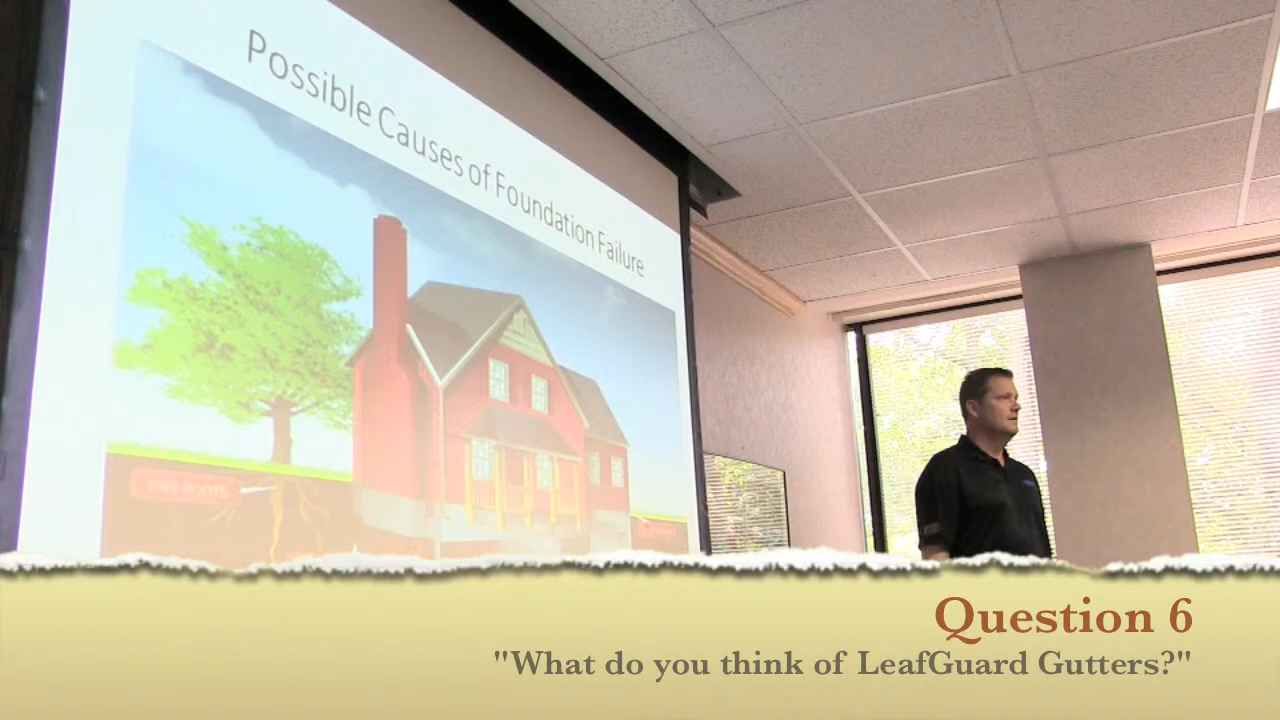 Possible Causes of Foundation Failure
TREE ROOTS
Question 6
"What do you think of LeafGuard Gutters?"